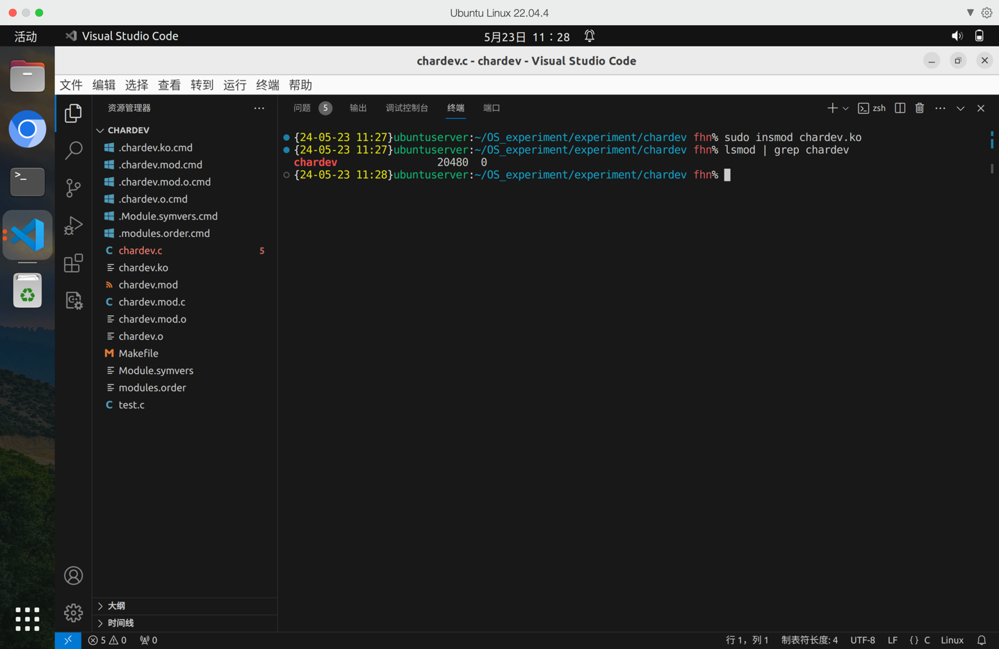 Ubuntu Linux 22.04.4
活动
Visual Studio Code
5月23日 11：28
chardev.c - chardev - Visual Studio Code
文件 编辑 选择 查看 转到 运行 终端 帮助
资源管理器
CHARDEV
.chardev.ko.cmd
.chardev.mod.cmd
.chardev.mod.o.cmd
.chardev.o.cmd
.Module.symvers.cmd
.modules.order.cmd
C chardev.c 5
chardev.ko
chardev.mod
C chardev.mod.c
chardev.mod.o
chardev.o
M Makefile
Module.symvers
modules.order
C test.c
大纲
时间线
问题 5 输出 调试控制台 终端 端口
zsh
{24-05-23 11:27}ubuntuserver:~/OS_experiment/experiment/chardev fhn% sudo insmod chardev.ko
{24-05-23 11:27}ubuntuserver:~/OS_experiment/experiment/chardev fhn% lsmod | grep chardev
chardev 20480 0
{24-05-23 11:28}ubuntuserver:~/OS_experiment/experiment/chardev fhn%
5 0 0
行 1，列 1 制表符长度: 4 UTF-8 LF {} C Linux